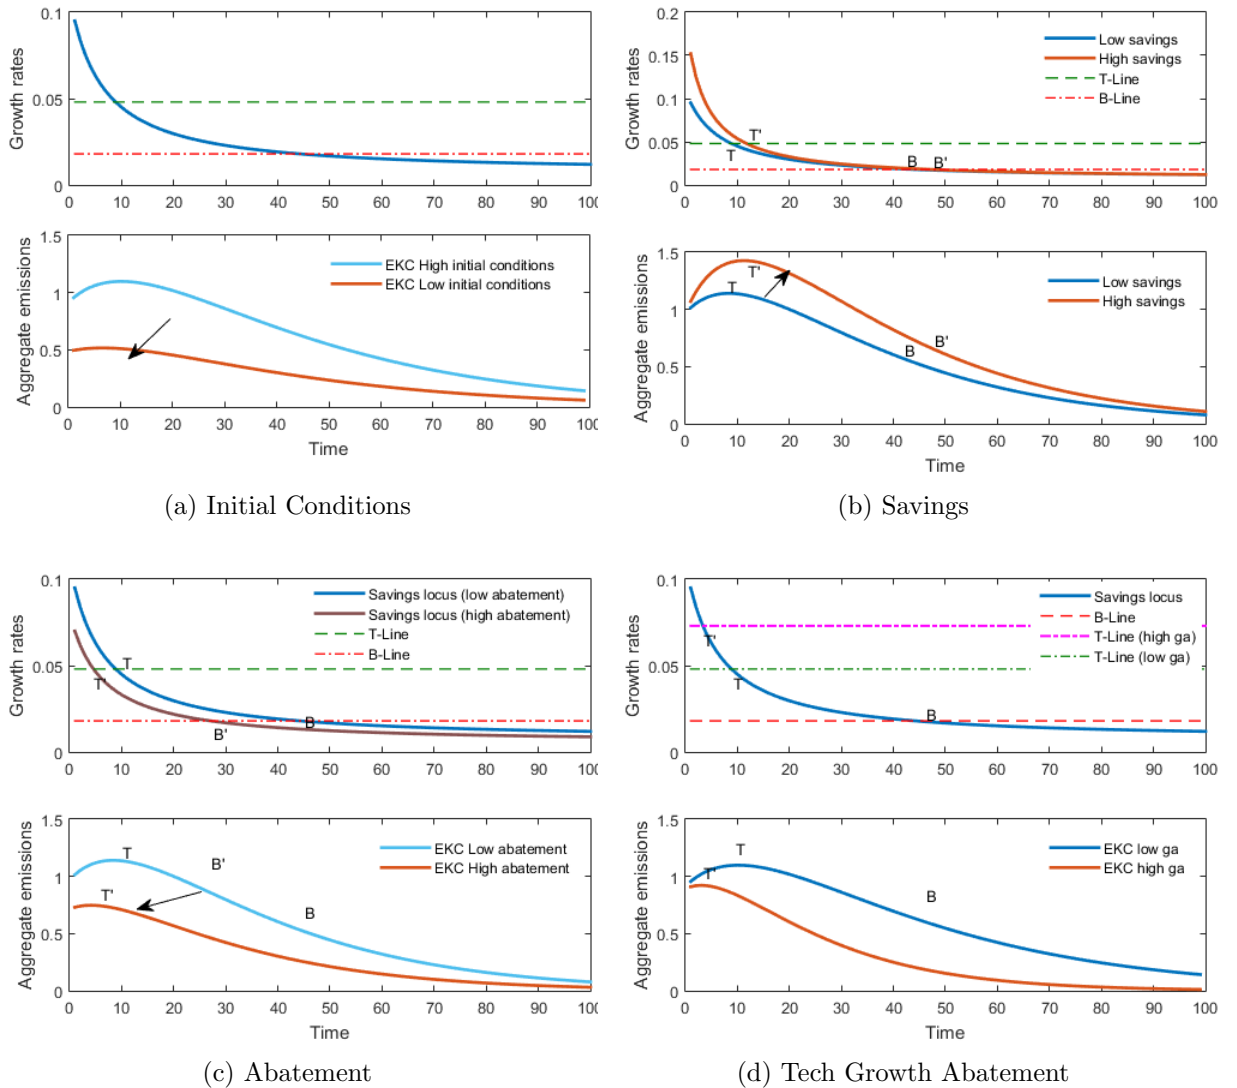 0.1
0.05
0
Growth rates
0 10 20 30 40 50 60 70 80 90 100
1.5
1
0.5
0
Aggregate emissions
EKC High initial conditions
EKC Low initial conditions
0 10 20 30 40 50 60 70 80 90 100
Time
(a) Initial Conditions
0.2
0.15
0.1
0.05
0
Growth rates
Low savings
High savings
T-Line
B-Line
T'
T
B
B'
0 10 20 30 40 50 60 70 80 90 100
1.5
1
0.5
0
Aggregate emissions
Low savings
High savings
T'
T
B'
B
0 10 20 30 40 50 60 70 80 90 100
Time
(b) Savings
0.1
0.05
0
Growth rates
Savings locus (low abatement)
Savings locus (high abatement)
T-Line
B-Line
T
T'
B
B'
0 10 20 30 40 50 60 70 80 90 100
1.5
1
0.5
0
Aggregate emissions
EKC Low abatement
EKC High abatement
T
B'
T'
B
0 10 20 30 40 50 60 70 80 90 100
Time
(c) Abatement
0.1
0.05
0
Growth rates
Savings locus
B-Line
T-Line (high ga)
T-Line (low ga)
T'
T
B
0 10 20 30 40 50 60 70 80 90 100
1.5
1
0.5
0
Aggregate emissions
EKC low ga
EKC high ga
T
T'
B
0 10 20 30 40 50 60 70 80 90 100
Time
(d) Tech Growth Abatement